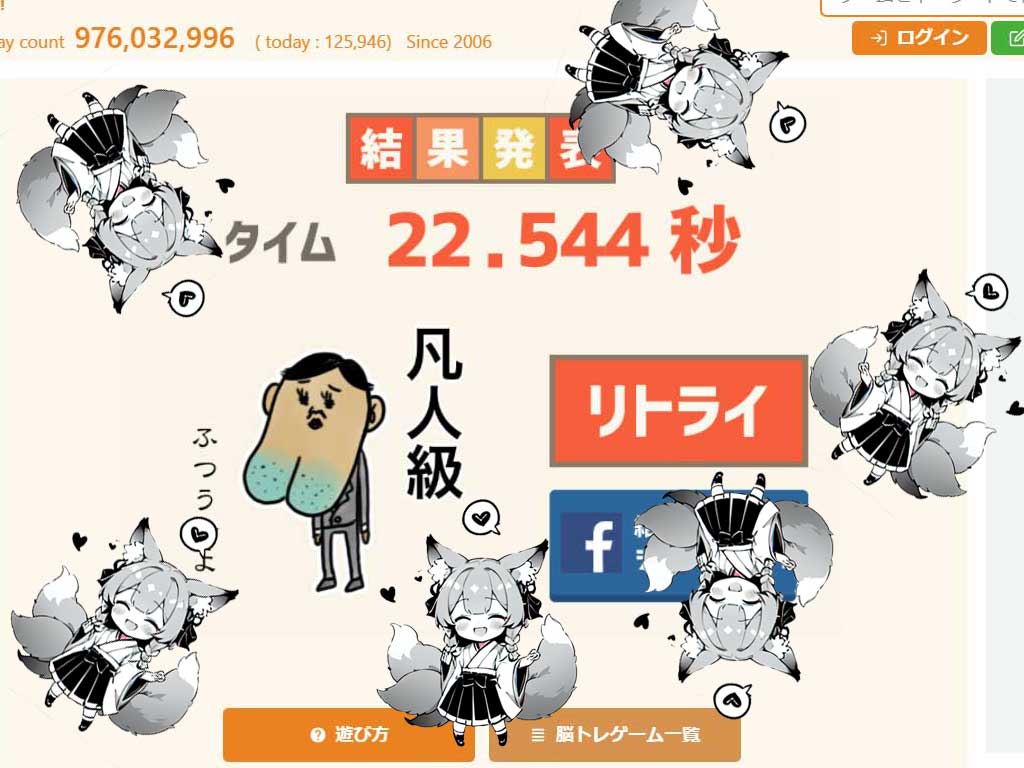 ay count 976,032,996 ( today : 125,946) Since 2006
ログイン
結果発表
タイム 22.544 秒
凡人級
ふつう
よ
リトライ
f
遊び方
脳トレゲーム一覧